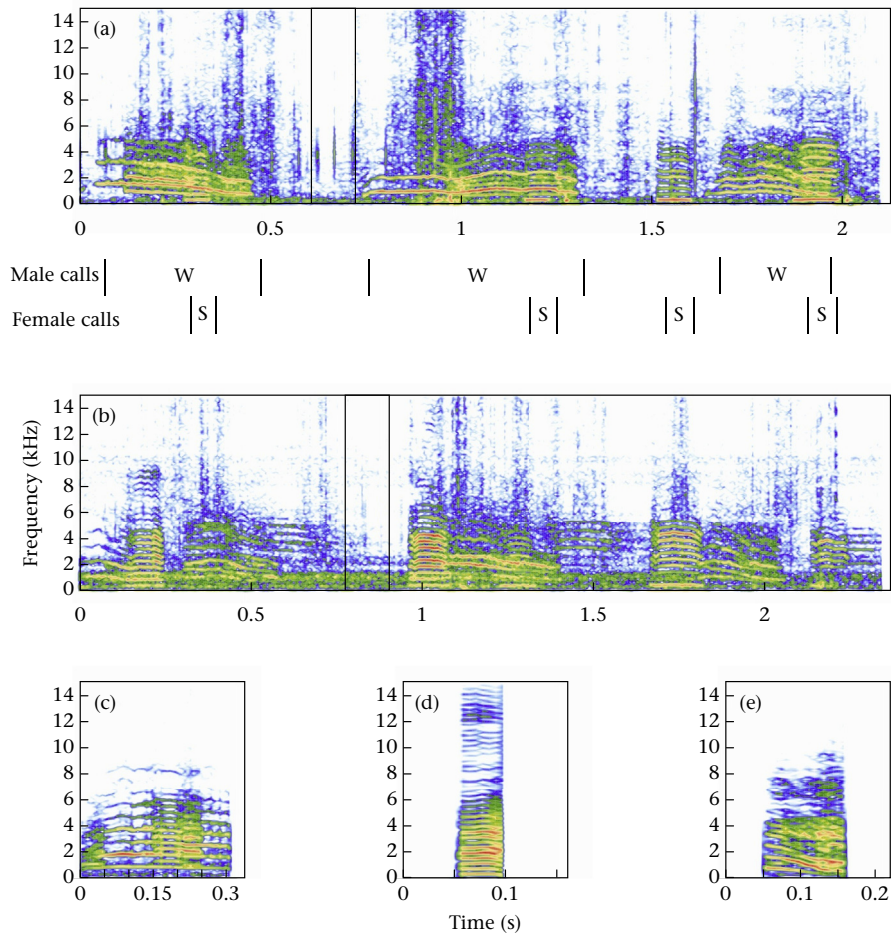 14
(a)
12
10
8
6
4
2
0
0 0.5 1 1.5 2
Male calls W W W
Female calls S S S S
14
(b)
12
10
8
6
4
2
0
Frequency (kHz)
0 0.5 1 1.5 2
14 (c) 14 (d) 14 (e)
12 12 12
10 10 10
8 8 8
6 6 6
4 4 4
2 2 2
0 0 0
0 0.15 0.3 0 0.1 0 0.1 0.2
Time (s)